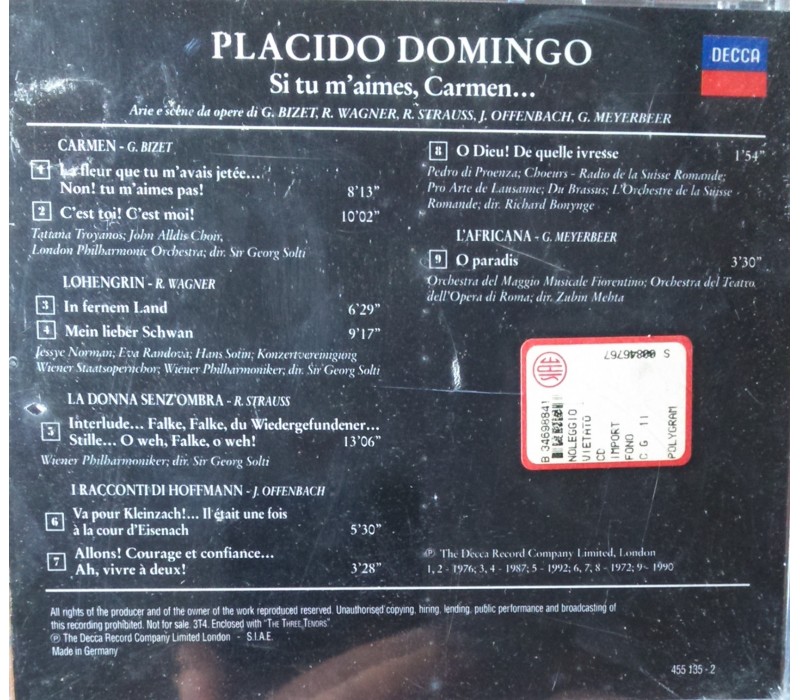 PLACIDO DOMINGO
DECCA
Si tu m'aimes, Carmen...
Arie e scene da opere di G. BIZET, R. WAGNER, R. STRAUSS, J. OFFENBACH, G. MEYERBEER
CARMEN - G. BIZET
1 La fleur que tu m'avais jetée...
Non! tu m'aimes pas! 8'13"
2 C'est toi! C'est moi! 10'02"
Tatiana Troyanos; John Alldis Choir,
London Philharmonic Orchestra; dir. Sir Georg Solti
LOHENGRIN - R. WAGNER
3 In fernem Land 6'29"
4 Mein lieber Schwan 9'17"
Jessye Norman; Eva Randovà; Hans Sotin; Konzertvereinigung
Wiener Staatsopernchor; Wiener Philharmoniker; dir. Sir Georg Solti
LA DONNA SENZ'OMBRA - R. STRAUSS
5 Interlude... Falke, Falke, du Wiedergefundener...
Stille... O weh, Falke, o weh! 13'06"
Wiener Philharmoniker; dir. Sir Georg Solti
I RACCONTI DI HOFFMANN - J. OFFENBACH
6 Va pour Kleinzach!... Il était une fois
à la cour d'Eisenach 5'30"
7 Allons! Courage et confiance...
Ah, vivre à deux! 3'28"
8 O Dieu! De quelle ivresse 1'54"
Pedro di Proenza; Choeurs - Radio de la Suisse Romande;
Pro Arte de Lausanne; Du Brassus; L'Orchestre de la Suisse
Romande; dir. Richard Bonynge
L'AFRICANA - G. MEYERBEER
9 O paradis 3'30"
Orchestra del Maggio Musicale Fiorentino; Orchestra del Teatro
dell'Opera di Roma; dir. Zubin Mehta
S 00846767
SIAE
B 34698841
NOLEGGIO
VIETATO
CD
IMPORT
FONO
C G 11
POLYGRAM
℗ The Decca Record Company Limited, London
1, 2 - 1976; 3, 4 - 1987; 5 - 1992; 6, 7, 8 - 1972; 9 - 1990
All rights of the producer and of the owner of the work reproduced reserved. Unauthorised copying, hiring, lending, public performance and broadcasting of
this recording prohibited. Not for sale. 3T4. Enclosed with "THE THREE TENORS"
℗ The Decca Record Company Limited London - S.I.A.E.
Made in Germany
455 135 - 2